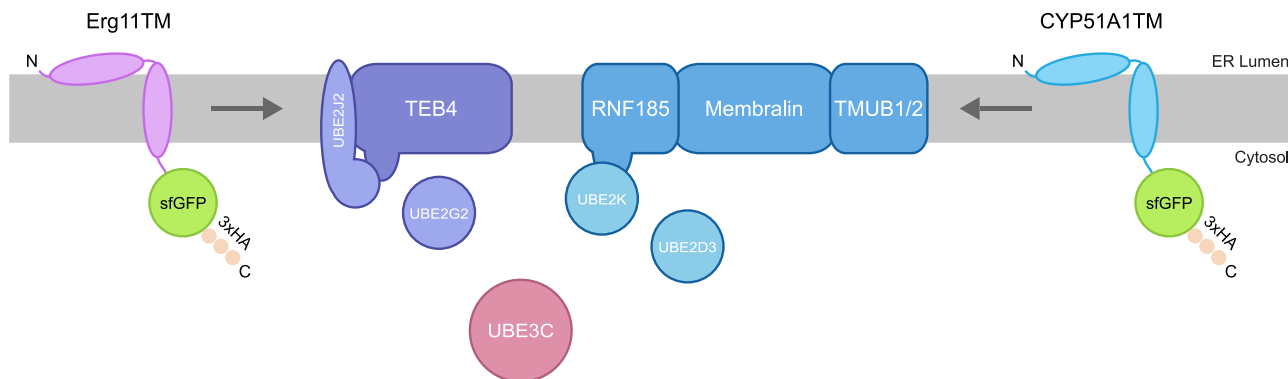 Erg11TM
CYP51A1TM
N
N
ER Lumen
UBE2J2
TEB4
RNF185
Membralin
TMUB1/2
Cytosol
sfGFP
3xHA
C
UBE2G2
UBE2K
UBE2D3
sfGFP
3xHA
C
UBE3C